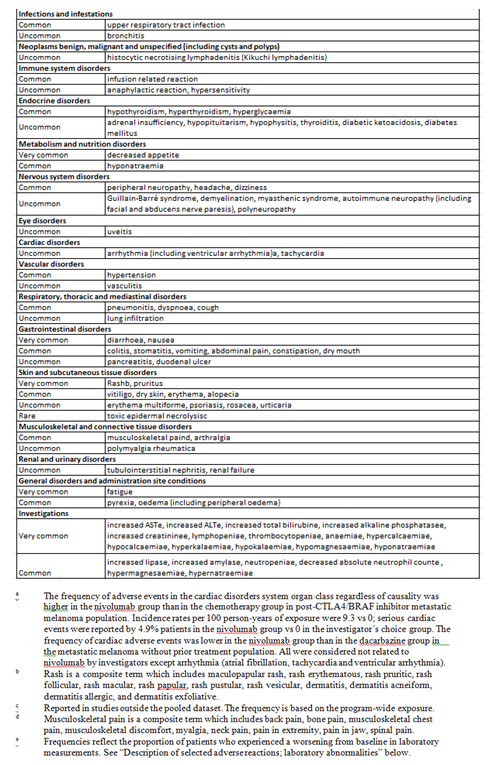 Infections and infestations
Common upper respiratory tract infection
Uncommon bronchitis
Neoplasms benign, malignant and unspecified (including cysts and polyps)
Uncommon histocytic necrotising lymphadenitis (Kikuchi lymphadenitis)
Immune system disorders
Common infusion related reaction
Uncommon anaphylactic reaction, hypersensitivity
Endocrine disorders
Common hypothyroidism, hyperthyroidism, hyperglycaemia
Uncommon adrenal insufficiency, hypopituitarism, hypophysitis, thyroiditis, diabetic ketoacidosis, diabetes
mellitus
Metabolism and nutrition disorders
Very common decreased appetite
Common hyponatraemia
Nervous system disorders
Common peripheral neuropathy, headache, dizziness
Uncommon Guillain-Barré syndrome, demyelination, myasthenic syndrome, autoimmune neuropathy (including
facial and abducens nerve paresis), polyneuropathy
Eye disorders
Uncommon uveitis
Cardiac disorders
Uncommon arrhythmia (including ventricular arrhythmia)a, tachycardia
Vascular disorders
Common hypertension
Uncommon vasculitis
Respiratory, thoracic and mediastinal disorders
Common pneumonitis, dyspnoea, cough
Uncommon lung infiltration
Gastrointestinal disorders
Very common diarrhoea, nausea
Common colitis, stomatitis, vomiting, abdominal pain, constipation, dry mouth
Uncommon pancreatitis, duodenal ulcer
Skin and subcutaneous tissue disorders
Very common Rashb, pruritus
Common vitiligo, dry skin, erythema, alopecia
Uncommon erythema multiforme, psoriasis, rosacea, urticaria
Rare toxic epidermal necrolysisc
Musculoskeletal and connective tissue disorders
Common musculoskeletal paind, arthralgia
Uncommon polymyalgia rheumatica
Renal and urinary disorders
Uncommon tubulointerstitial nephritis, renal failure
General disorders and administration site conditions
Very common fatigue
Common pyrexia, oedema (including peripheral oedema)
Investigations
Very common increased ASTe, increased ALTe, increased total bilirubine, increased alkaline phosphatasee,
increased creatininee, lymphopeniae, thrombocytopeniae, anaemiae, hypercalcaemiae,
hypocalcaemiae, hyperkalaemiae, hypokalaemiae, hypomagnesaemiae, hyponatraemiae
Common increased lipase, increased amylase, neutropeniae, decreased absolute neutrophil counte ,
hypermagnesaemiae, hypernatraemiae
a The frequency of adverse events in the cardiac disorders system organ class regardless of causality was
higher in the nivolumab group than in the chemotherapy group in post-CTLA4/BRAF inhibitor metastatic
melanoma population. Incidence rates per 100 person-years of exposure were 9.3 vs 0; serious cardiac
events were reported by 4.9% patients in the nivolumab group vs 0 in the investigator's choice group. The
frequency of cardiac adverse events was lower in the nivolumab group than in the dacarbazine group in
the metastatic melanoma without prior treatment population. All were considered not related to
nivolumab by investigators except arrhythmia (atrial fibrillation, tachycardia and ventricular arrhythmia).
b Rash is a composite term which includes maculopapular rash, rash erythematous, rash pruritic, rash
follicular, rash macular, rash papular, rash pustular, rash vesicular, dermatitis, dermatitis acneiform,
dermatitis allergic, and dermatitis exfoliative.
c Reported in studies outside the pooled dataset. The frequency is based on the program-wide exposure.
d Musculoskeletal pain is a composite term which includes back pain, bone pain, musculoskeletal chest
pain, musculoskeletal discomfort, myalgia, neck pain, pain in extremity, pain in jaw, spinal pain.
e Frequencies reflect the proportion of patients who experienced a worsening from baseline in laboratory
measurements. See "Description of selected adverse reactions; laboratory abnormalities" below.